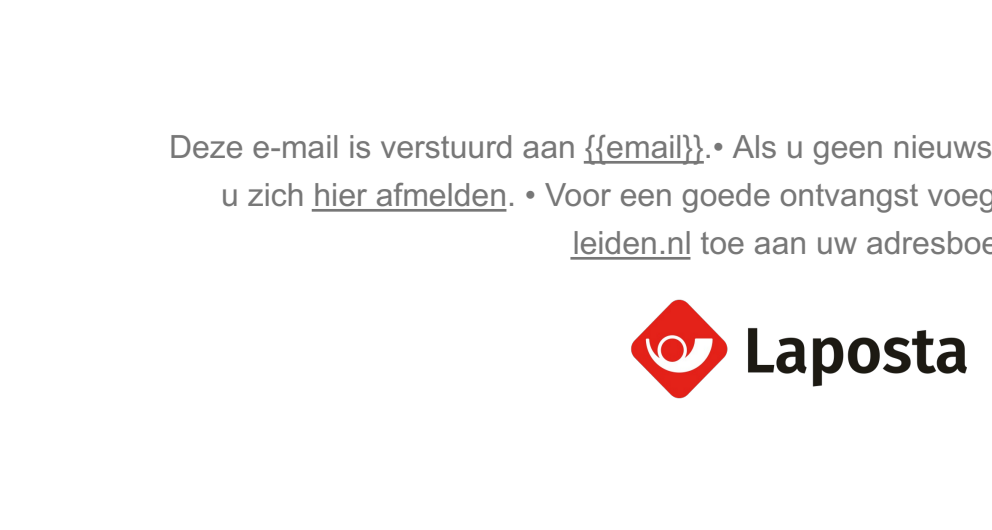 Deze e-mail is verstuurd aan {{email}}.• Als u geen nieuws
u zich hier afmelden. • Voor een goede ontvangst voeg
leiden.nl toe aan uw adresboe
Laposta